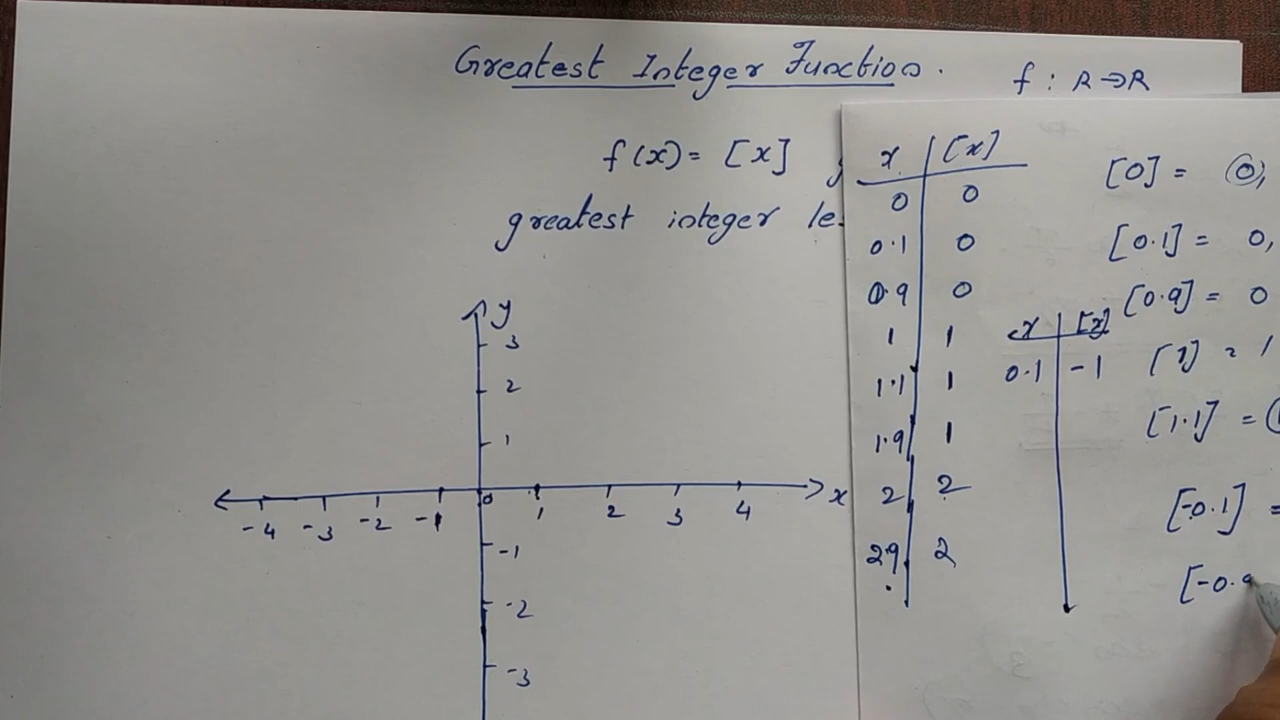 Greatest Integer Function.
f : R → R
f(x) = [x]
greatest integer le
y
3
2
1
0
x
-4 -3 -2 -1 1 2 3 4
-1
-2
-3
x [x]
0 0
0.1 0
0.9 0
1 1
1.1 1
1.9 1
2 2
2.9 2
x [x]
0.1 -1
[0] = 0,
[0.1] = 0,
[0.9] = 0
[1] = 1
[1.1] =
[-0.1] =
[-0.9